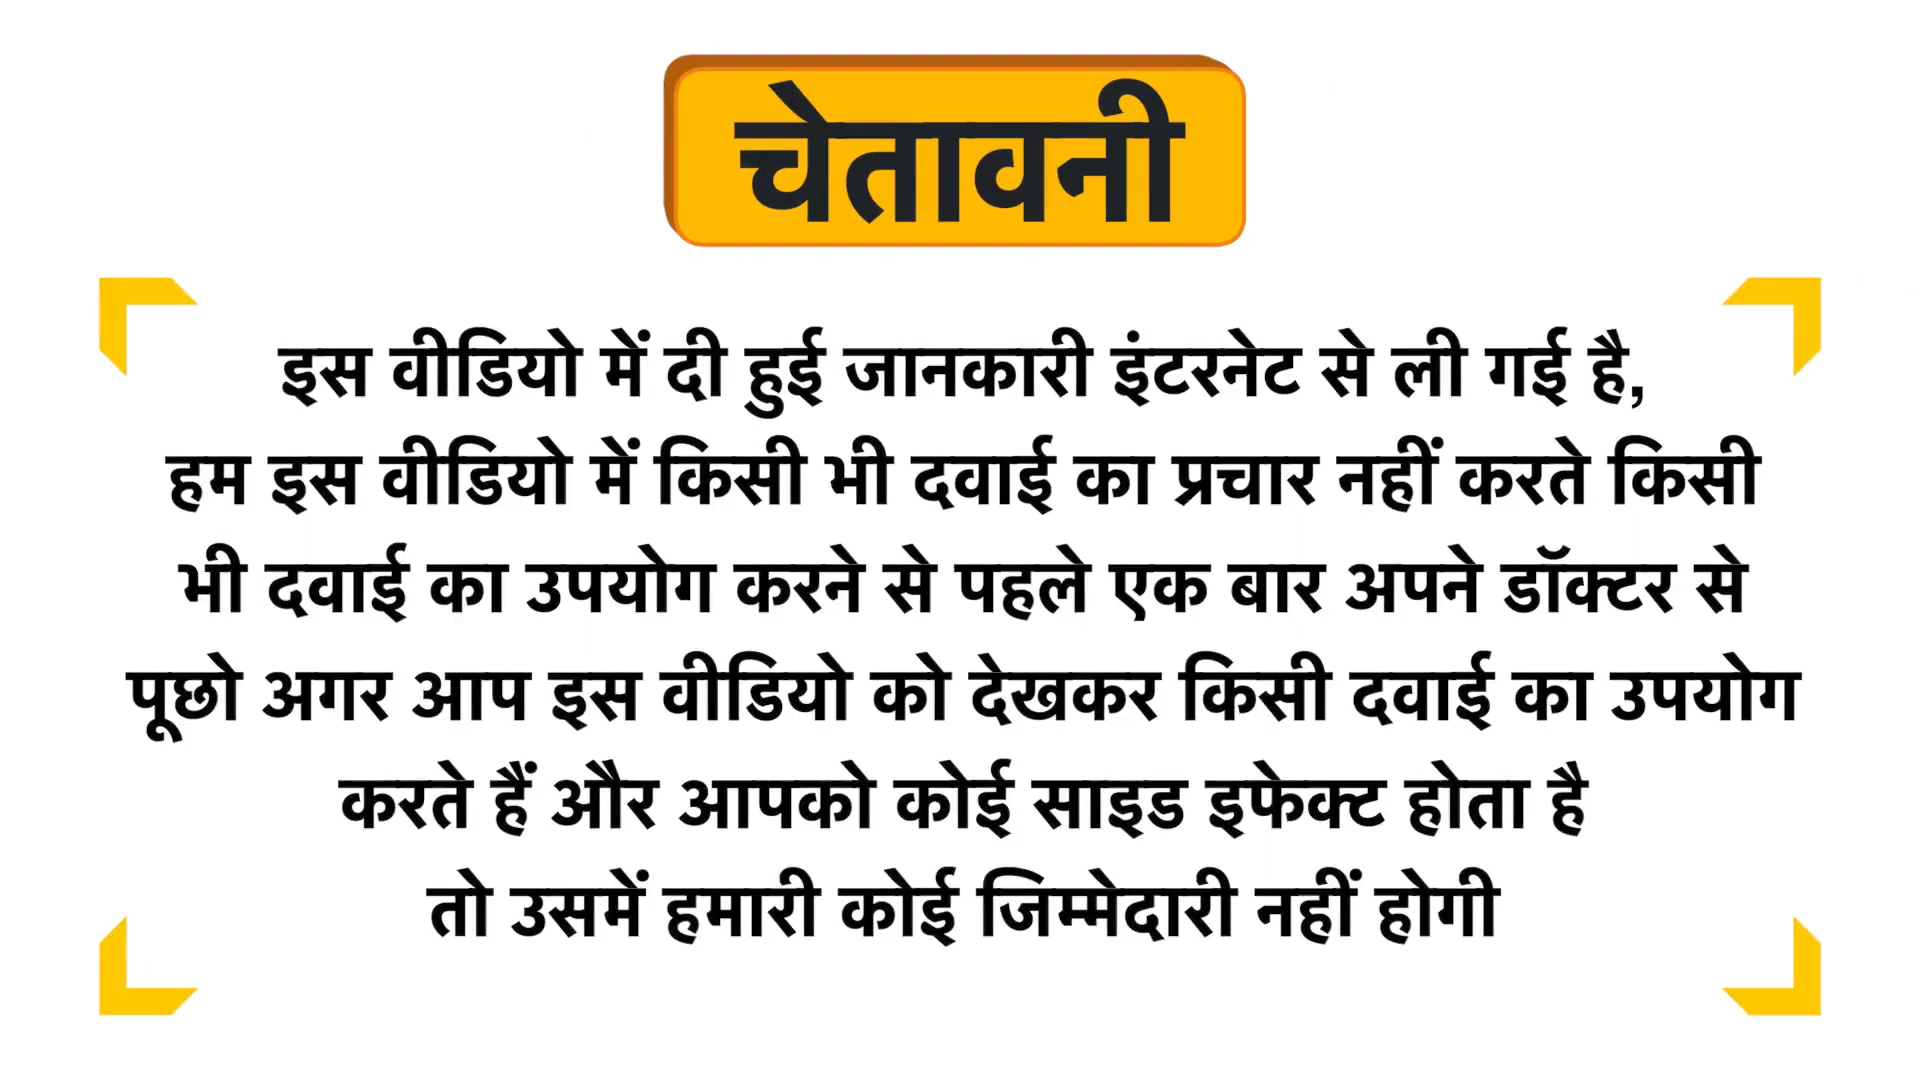 चेतावनी
इस वीडियो में दी हुई जानकारी इंटरनेट से ली गई है,
हम इस वीडियो में किसी भी दवाई का प्रचार नहीं करते किसी
भी दवाई का उपयोग करने से पहले एक बार अपने डॉक्टर से
पूछो अगर आप इस वीडियो को देखकर किसी दवाई का उपयोग
करते हैं और आपको कोई साइड इफेक्ट होता है
तो उसमें हमारी कोई जिम्मेदारी नहीं होगी